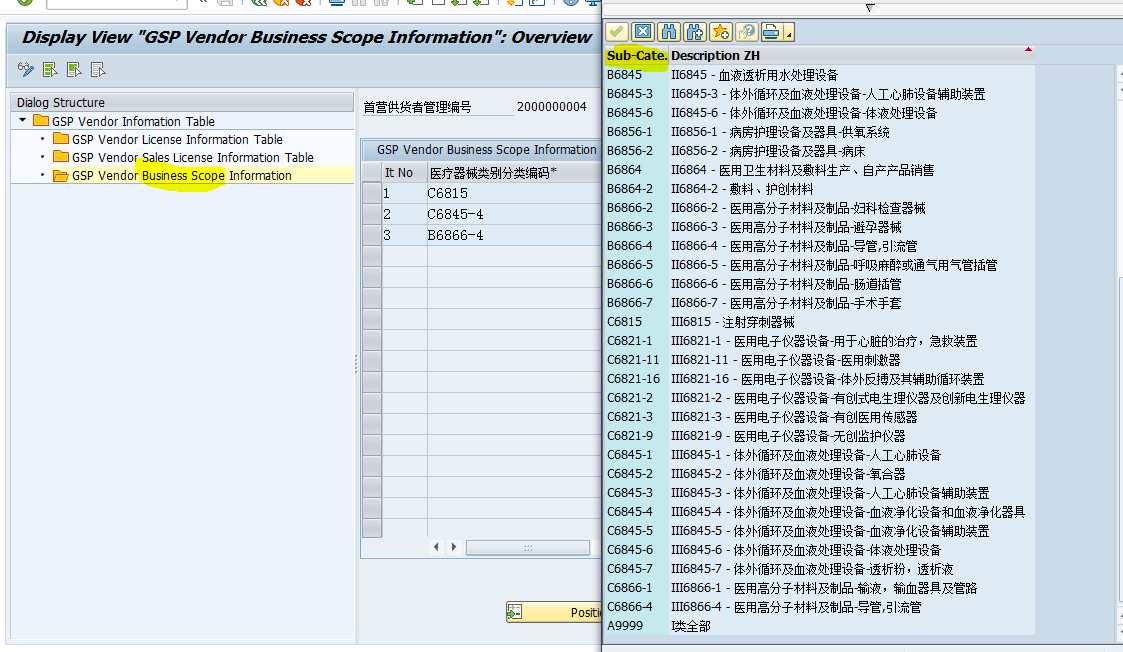 Display View "GSP Vendor Business Scope Information": Overview
Dialog Structure
GSP Vendor Infomation Table
GSP Vendor License Information Table
GSP Vendor Sales License Information Table
GSP Vendor Business Scope Information
首营供货者管理编号 2000000004
GSP Vendor Business Scope Information
It No 医疗器械类别分类编码*
1 C6815
2 C6845-4
3 B6866-4
Positio
Sub-Cate. Description ZH
B6845 II6845 - 血液透析用水处理设备
B6845-3 II6845-3 - 体外循环及血液处理设备-人工心肺设备辅助装置
B6845-6 II6845-6 - 体外循环及血液处理设备-体液处理设备
B6856-1 II6856-1 - 病房护理设备及器具-供氧系统
B6856-2 II6856-2 - 病房护理设备及器具-病床
B6864 II6864 - 医用卫生材料及敷料生产、自产产品销售
B6864-2 II6864-2 - 敷料、护创材料
B6866-2 II6866-2 - 医用高分子材料及制品-妇科检查器械
B6866-3 II6866-3 - 医用高分子材料及制品-避孕器械
B6866-4 II6866-4 - 医用高分子材料及制品-导管,引流管
B6866-5 II6866-5 - 医用高分子材料及制品-呼吸麻醉或通气用气管插管
B6866-6 II6866-6 - 医用高分子材料及制品-肠道插管
B6866-7 II6866-7 - 医用高分子材料及制品-手术手套
C6815 III6815 - 注射穿刺器械
C6821-1 III6821-1 - 医用电子仪器设备-用于心脏的治疗，急救装置
C6821-11 III6821-11 - 医用电子仪器设备-医用刺激器
C6821-16 III6821-16 - 医用电子仪器设备-体外反搏及其辅助循环装置
C6821-2 III6821-2 - 医用电子仪器设备-有创式电生理仪器及创新电生理仪器
C6821-3 III6821-3 - 医用电子仪器设备-有创医用传感器
C6821-9 III6821-9 - 医用电子仪器设备-无创监护仪器
C6845-1 III6845-1 - 体外循环及血液处理设备-人工心肺设备
C6845-2 III6845-2 - 体外循环及血液处理设备-氧合器
C6845-3 III6845-3 - 体外循环及血液处理设备-人工心肺设备辅助装置
C6845-4 III6845-4 - 体外循环及血液处理设备-血液净化设备和血液净化器具
C6845-5 III6845-5 - 体外循环及血液处理设备-血液净化设备辅助装置
C6845-6 III6845-6 - 体外循环及血液处理设备-体液处理设备
C6845-7 III6845-7 - 体外循环及血液处理设备-透析粉，透析液
C6866-1 III6866-1 - 医用高分子材料及制品-输液，输血器具及管路
C6866-4 III6866-4 - 医用高分子材料及制品-导管,引流管
A9999 I类全部